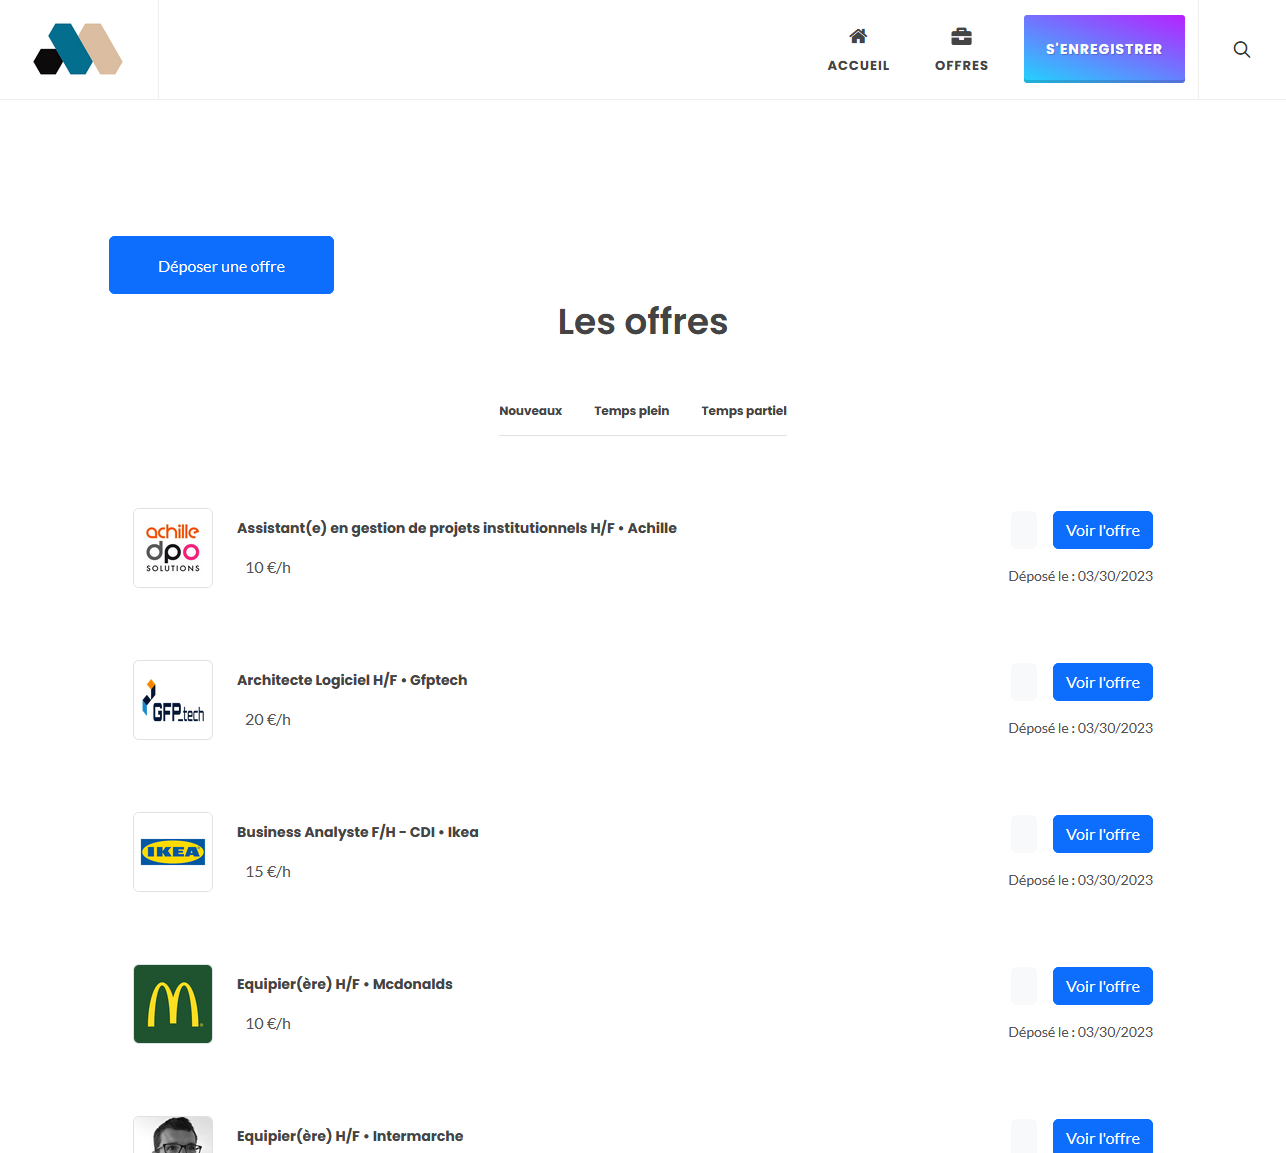 ACCUEIL
OFFRES
S'ENREGISTRER
Déposer une offre
Les offres
Nouveaux
Temps plein
Temps partiel
achille
dpo
SOLUTIONS
Assistant(e) en gestion de projets institutionnels H/F • Achille
10 €/h
Voir l'offre
Déposé le : 03/30/2023
GFP_tech
Architecte Logiciel H/F • Gfptech
20 €/h
Voir l'offre
Déposé le : 03/30/2023
IKEA
Business Analyste F/H - CDI • Ikea
15 €/h
Voir l'offre
Déposé le : 03/30/2023
Equipier(ère) H/F • Mcdonalds
10 €/h
Voir l'offre
Déposé le : 03/30/2023
Equipier(ère) H/F • Intermarche
Voir l'offre